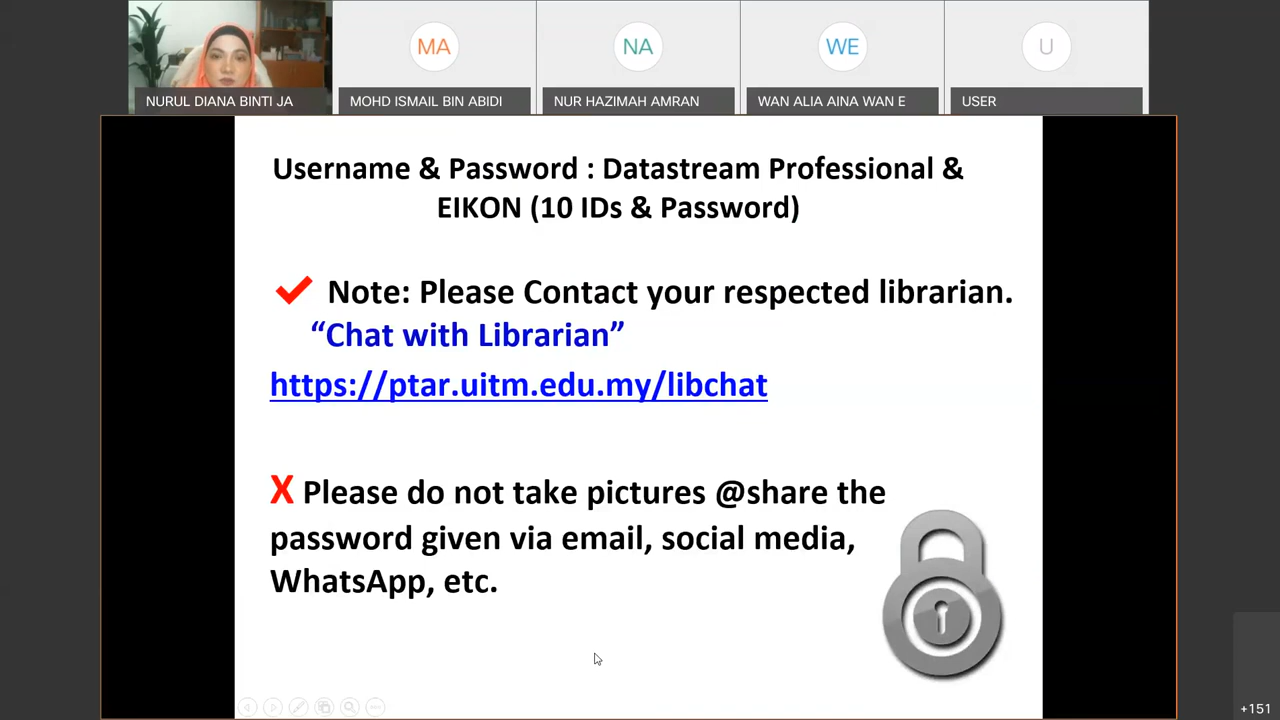 MA
NA
WE
U
NURUL DIANA BINTI JA
MOHD ISMAIL BIN ABIDI
NUR HAZIMAH AMRAN
WAN ALIA AINA WAN E
USER
Username & Password : Datastream Professional &
EIKON (10 IDs & Password)
Note: Please Contact your respected librarian.
“Chat with Librarian”
https://ptar.uitm.edu.my/libchat
X Please do not take pictures @share the
password given via email, social media,
WhatsApp, etc.
+151